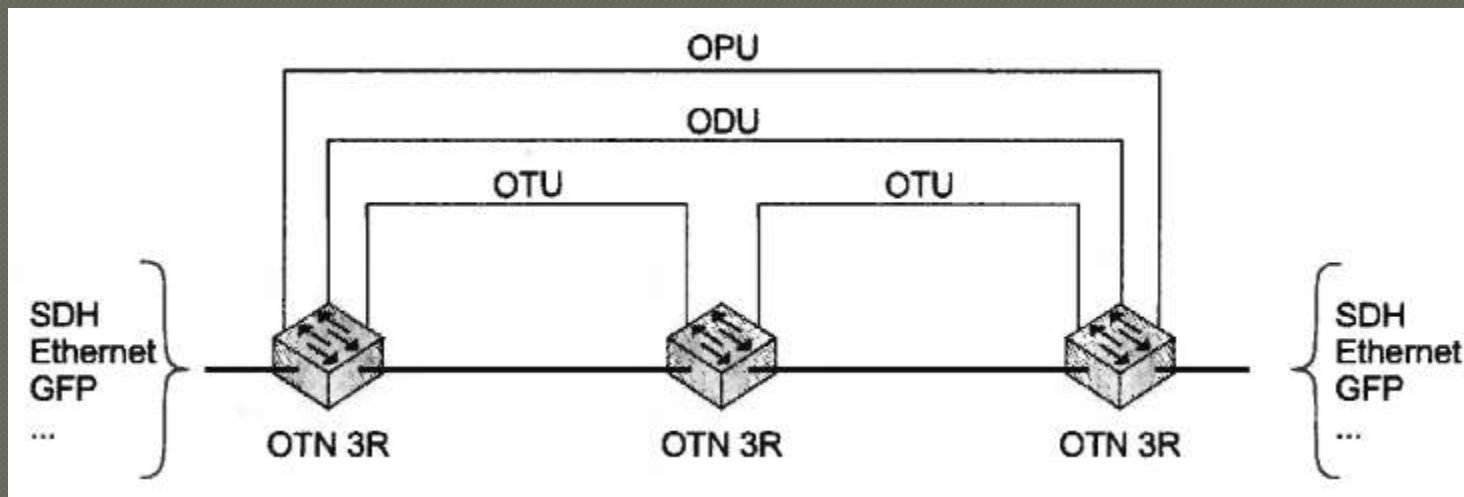 OPU
ODU
OTU OTU
SDH
Ethernet
GFP
...
SDH
Ethernet
GFP
...
OTN 3R OTN 3R OTN 3R